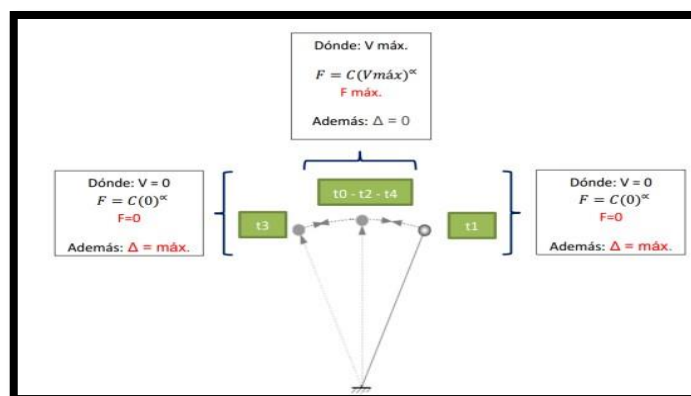 Dónde: V máx.
F = C(Vmáx)^∝
F máx.
Además: Δ = 0
t0 - t2 - t4
Dónde: V = 0
F = C(0)^∝
F=0
Además: Δ = máx.
t3
t1
Dónde: V = 0
F = C(0)^∝
F=0
Además: Δ = máx.